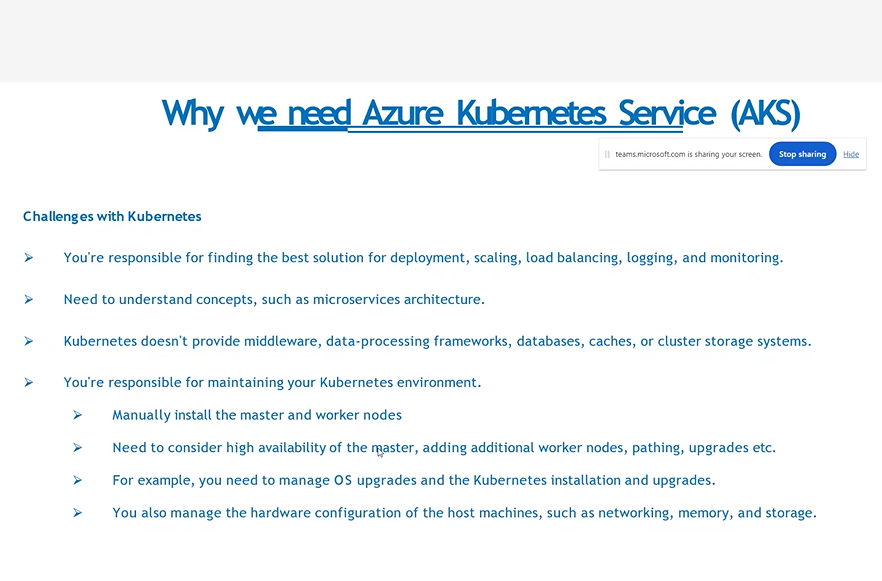 Why we need Azure Kubernetes Service (AKS)
teams.microsoft.com is sharing your screen. Stop sharing Hide
Challenges with Kubernetes
You're responsible for finding the best solution for deployment, scaling, load balancing, logging, and monitoring.
Need to understand concepts, such as microservices architecture.
Kubernetes doesn't provide middleware, data-processing frameworks, databases, caches, or cluster storage systems.
You're responsible for maintaining your Kubernetes environment.
Manually install the master and worker nodes
Need to consider high availability of the master, adding additional worker nodes, pathing, upgrades etc.
For example, you need to manage OS upgrades and the Kubernetes installation and upgrades.
You also manage the hardware configuration of the host machines, such as networking, memory, and storage.